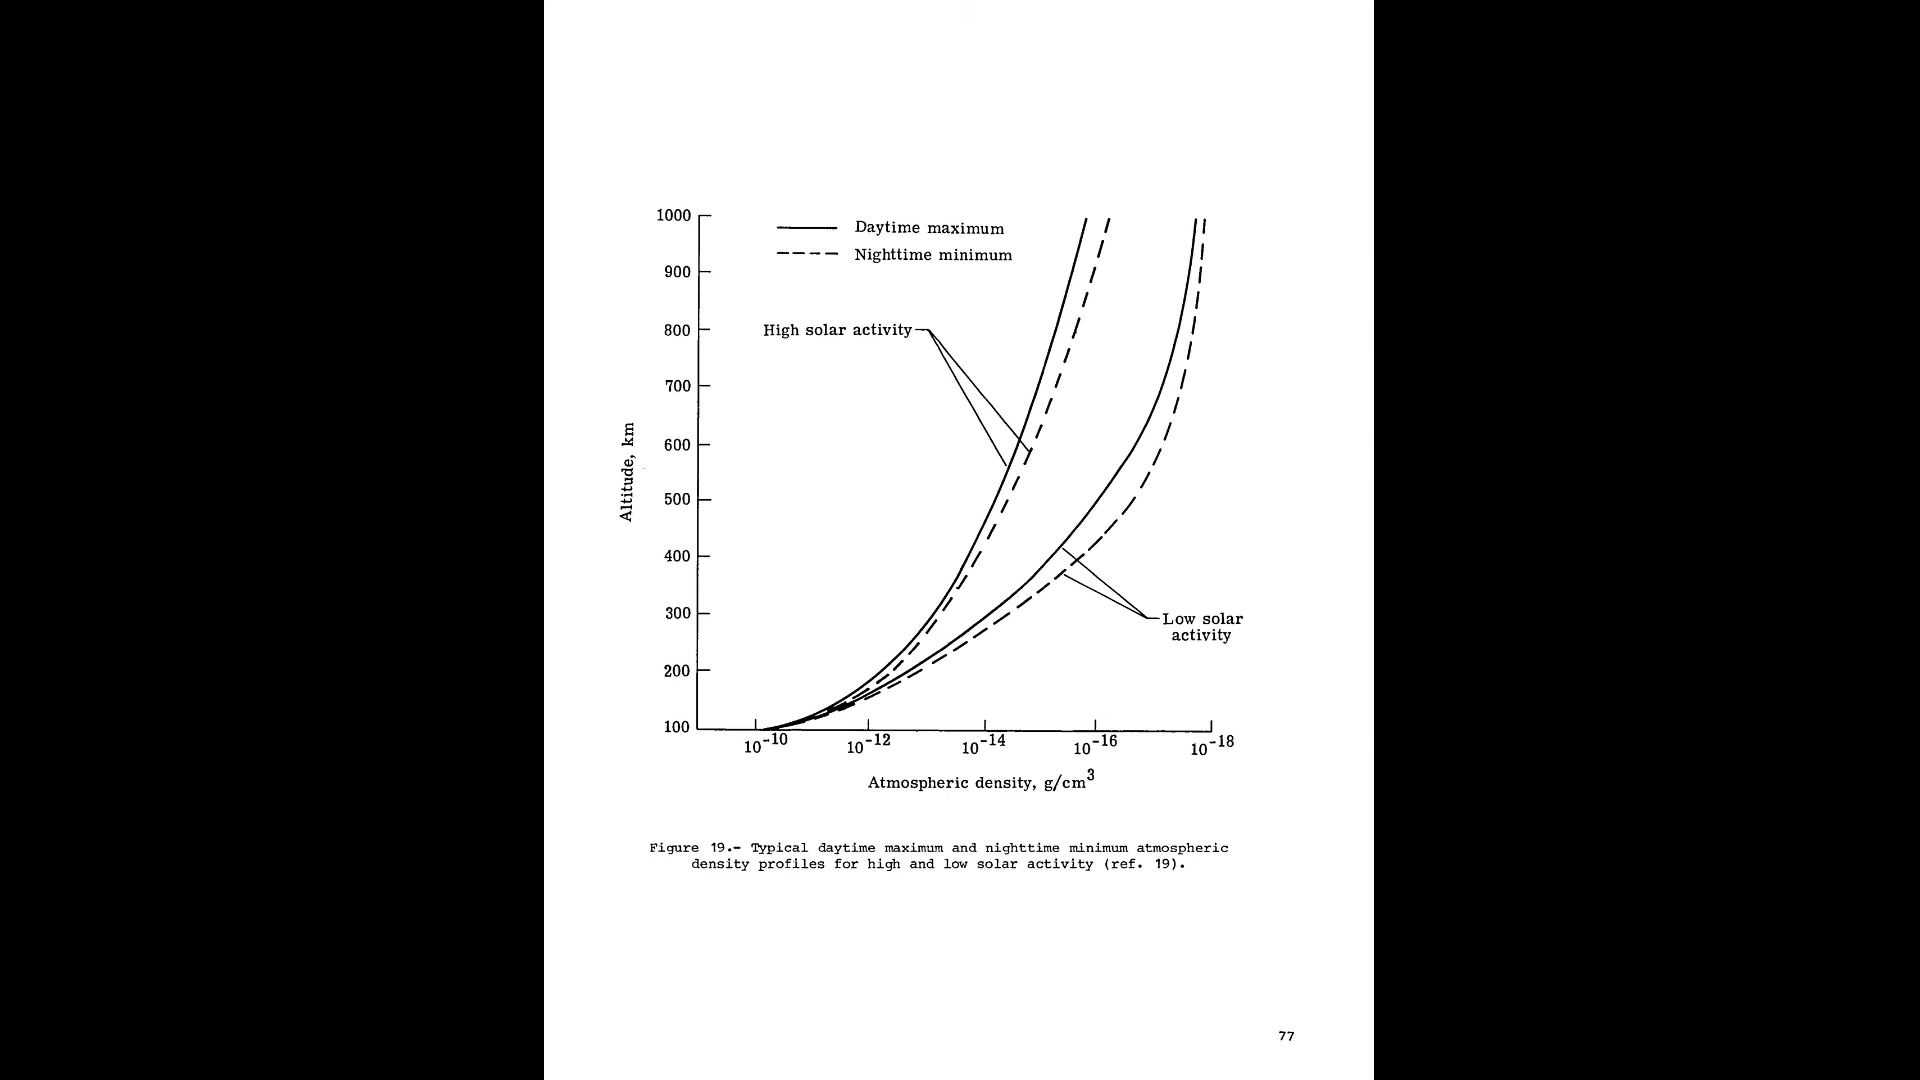 1000
900
800
700
600
500
400
300
200
100
Altitude, km
Daytime maximum
Nighttime minimum
High solar activity
Low solar
activity
10-10 10-12 10-14 10-16 10-18
Atmospheric density, g/cm3
Figure 19.- Typical daytime maximum and nighttime minimum atmospheric
density profiles for high and low solar activity (ref. 19).
77